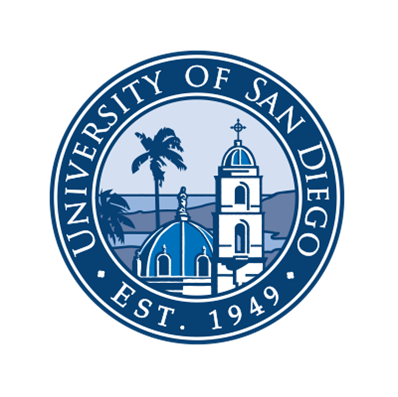 UNIVERSITY OF SAN DIEGO
EST. 1949